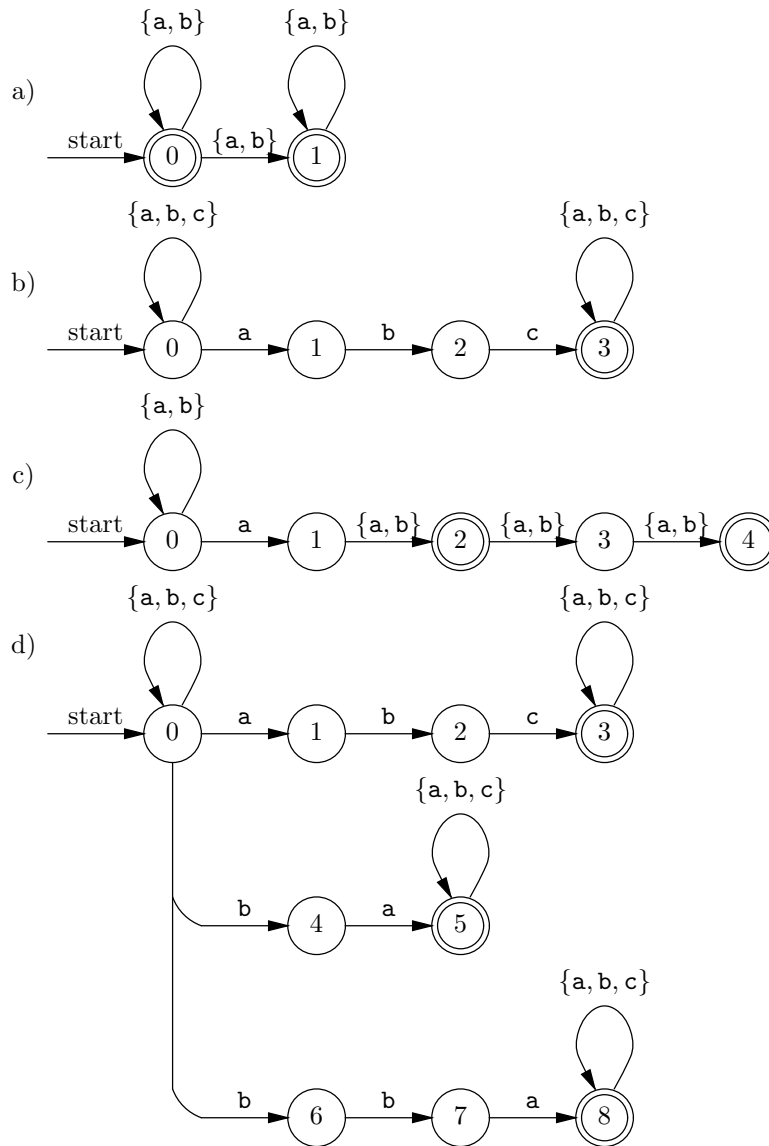 {a, b} {a, b}
a)
start 0 {a, b} 1
{a, b, c} {a, b, c}
b)
start 0 a 1 b 2 c 3
{a, b}
c)
start 0 a 1 {a, b} 2 {a, b} 3 {a, b} 4
{a, b, c} {a, b, c}
d)
start 0 a 1 b 2 c 3
{a, b, c}
b 4 a 5
{a, b, c}
b 6 b 7 a 8